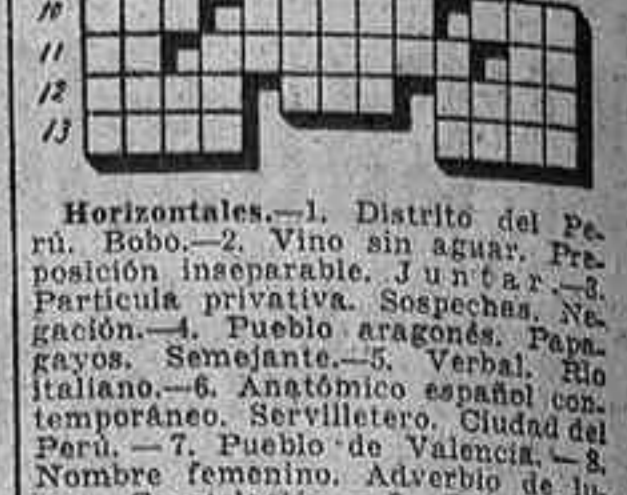 10
11
12
13
Horizontales.—1. Distrito del Pe-
rú. Bobo.—2. Vino sin aguar. Pre-
posición inseparable. Juntar.—3.
Partícula privativa. Sospechas. Ne-
gación.—4. Pueblo aragonés. Papa-
gayos. Semejante.—5. Verbal. Río
italiano.—6. Anatómico español con-
temporáneo. Servilletero. Ciudad del
Perú.—7. Pueblo de Valencia.—8.
Nombre femenino. Adverbio de lu-